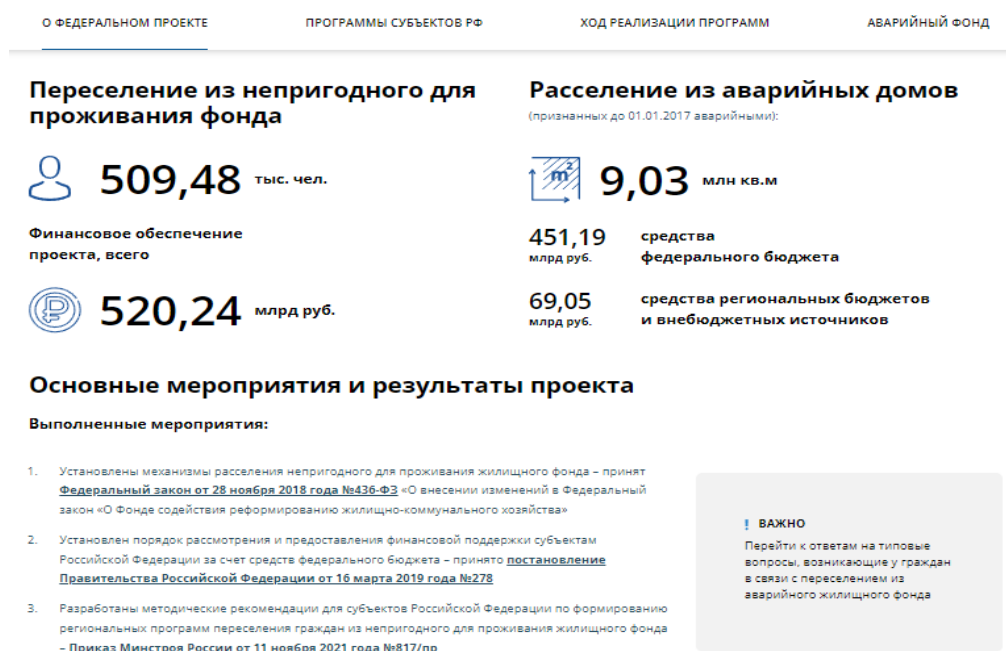 О ФЕДЕРАЛЬНОМ ПРОЕКТЕ
ПРОГРАММЫ СУБЪЕКТОВ РФ
ХОД РЕАЛИЗАЦИИ ПРОГРАММ
АВАРИЙНЫЙ ФОНД
Переселение из непригодного для
проживания фонда
509,48 тыс. чел.
Финансовое обеспечение
проекта, всего
520,24 млрд руб.
Расселение из аварийных домов
(признанных до 01.01.2017 аварийными):
m²
9,03 млн кв.м
451,19
млрд руб.
средства
федерального бюджета
69,05
млрд руб.
средства региональных бюджетов
и внебюджетных источников
Основные мероприятия и результаты проекта
Выполненные мероприятия:
1. Установлены механизмы расселения непригодного для проживания жилищного фонда – принят
Федеральный закон от 28 ноября 2018 года №436-ФЗ «О внесении изменений в Федеральный
закон «О Фонде содействия реформированию жилищно-коммунального хозяйства»
2. Установлен порядок рассмотрения и предоставления финансовой поддержки субъектам
Российской Федерации за счет средств федерального бюджета – принято постановление
Правительства Российской Федерации от 16 марта 2019 года №278
3. Разработаны методические рекомендации для субъектов Российской Федерации по формированию
региональных программ переселения граждан из непригодного для проживания жилищного фонда
– Приказ Минстроя России от 11 ноября 2021 года №817/пр
! ВАЖНО
Перейти к ответам на типовые
вопросы, возникающие у граждан
в связи с переселением из
аварийного жилищного фонда